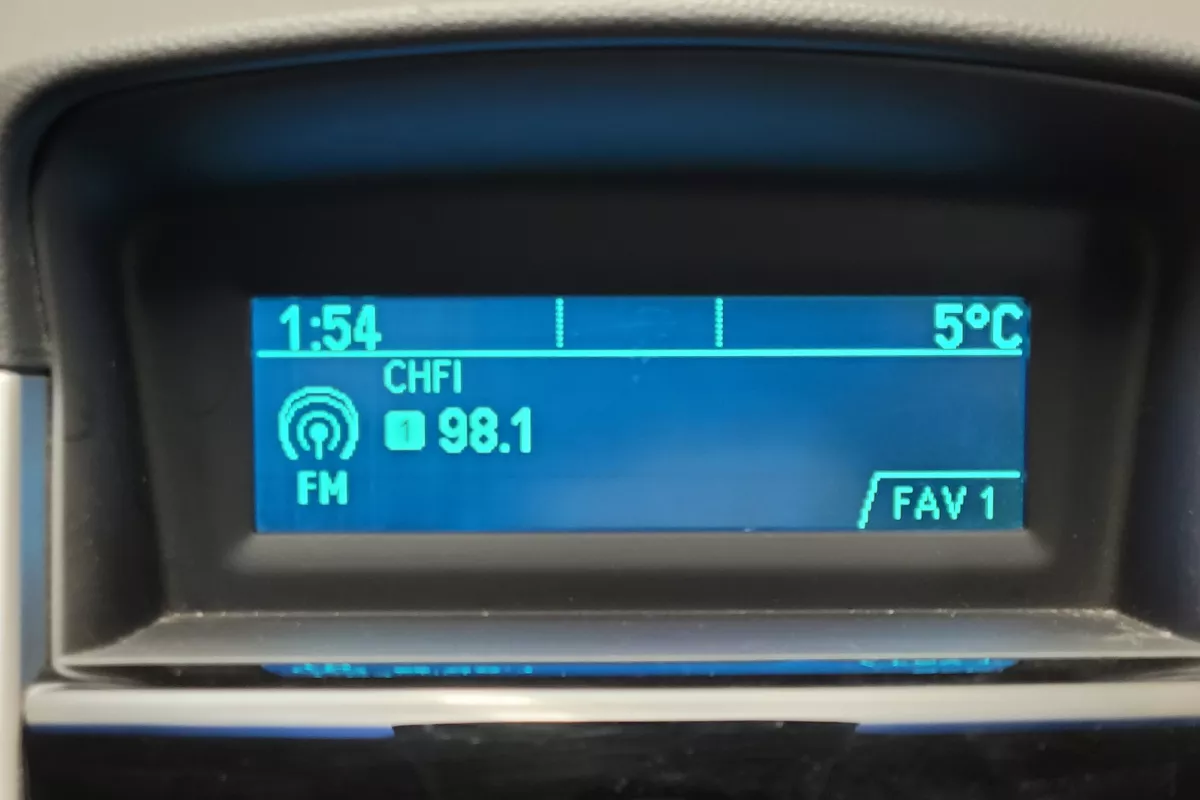 1:54 5°C
CHFI
1 98.1
FM
FAV 1